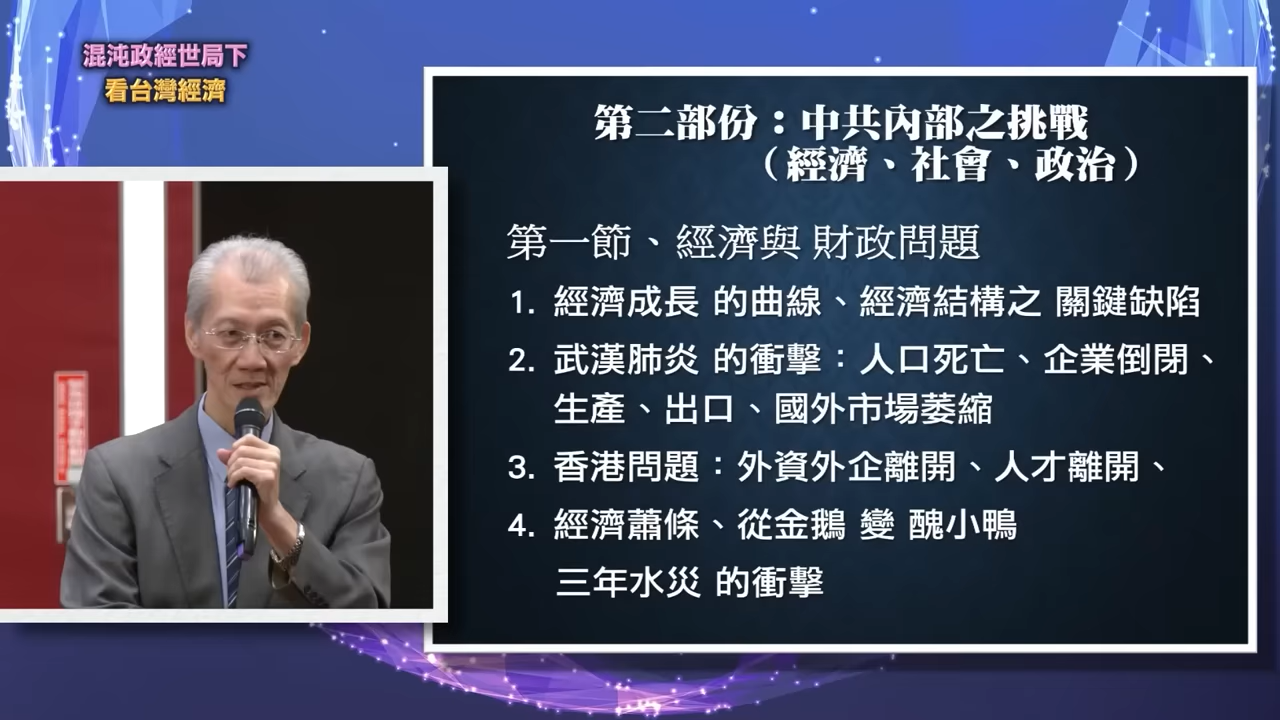 混沌政經世局下
看台灣經濟
第二部份：中共內部之挑戰
（經濟、社會、政治）
第一節、經濟與 財政問題
1. 經濟成長 的曲線、經濟結構之 關鍵缺陷
2. 武漢肺炎 的衝擊：人口死亡、企業倒閉、
生產、出口、國外市場萎縮
3. 香港問題：外資外企離開、人才離開、
4. 經濟蕭條、從金鵝 變 醜小鴨
三年水災 的衝擊